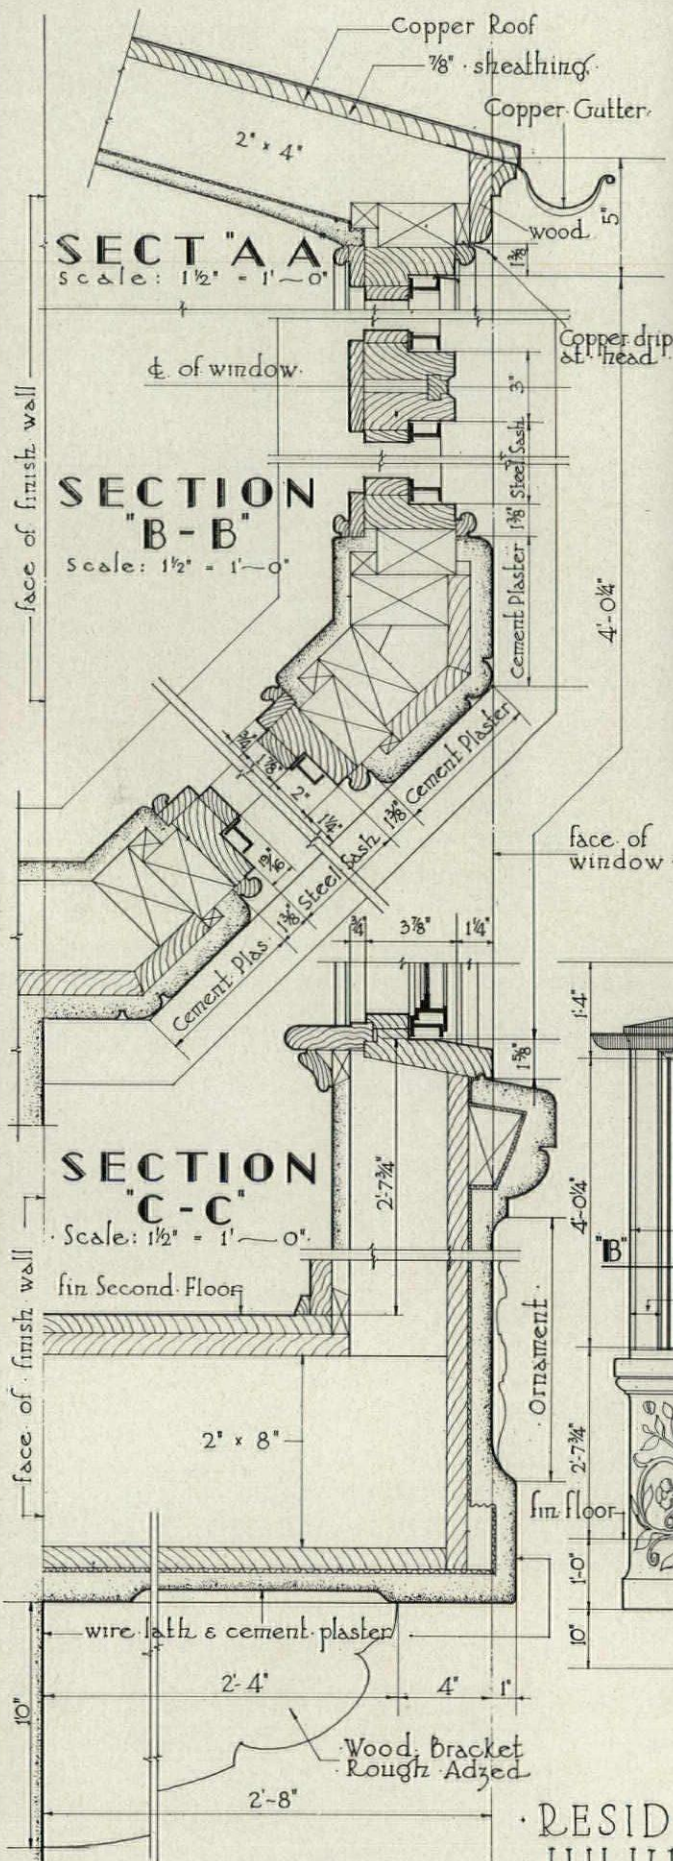 Copper Roof
⅞" · sheathing.
Copper Gutter.
2" × 4"
wood
5"
1⅜"
SECT "A A"
Scale: 1½" = 1'~0"
Copper drip
at head.
℄ of window.
3"
face of finish wall
SECTION
"B-B"
Scale: 1½" = 1'~0"
Steel Sash
1⅜"
Cement Plaster
4'-0¼"
¾"
1⅞"
2"
1¼"
1⅜"
Cement Plaster
Steel Sash
1⅜"
Cement Plas
face of
window
¾"
3⅞"
1¼"
1'-4"
1⅝"
SECTION
"C-C"
· Scale: 1½" = 1'~0".
2'-7¾"
4'-0¼"
"B"
fin Second Floor
face of finish wall
Ornament
2" × 8"
2'-7¾"
fin floor
1'-0"
10"
wire lath & cement plaster
2'-4"
4"
1"
Wood Bracket
Rough Adzed
2'-8"
· RESID